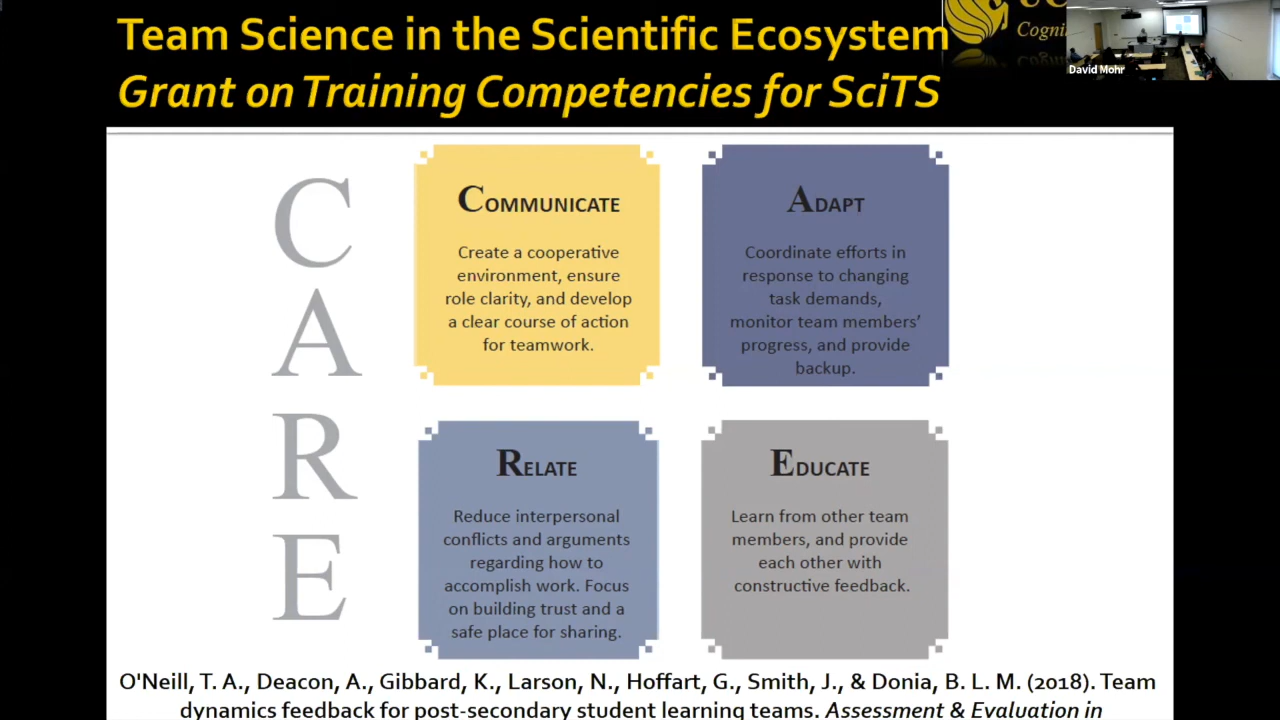 Team Science in the Scientific Ecosystem
Grant on Training Competencies for SciTS
David Mohr
C
A
R
E
COMMUNICATE
Create a cooperative
environment, ensure
role clarity, and develop
a clear course of action
for teamwork.
ADAPT
Coordinate efforts in
response to changing
task demands,
monitor team members'
progress, and provide
backup.
RELATE
Reduce interpersonal
conflicts and arguments
regarding how to
accomplish work. Focus
on building trust and a
safe place for sharing.
EDUCATE
Learn from other team
members, and provide
each other with
constructive feedback.
O'Neill, T. A., Deacon, A., Gibbard, K., Larson, N., Hoffart, G., Smith, J., & Donia, B. L. M. (2018). Team
dynamics feedback for post-secondary student learning teams. Assessment & Evaluation in